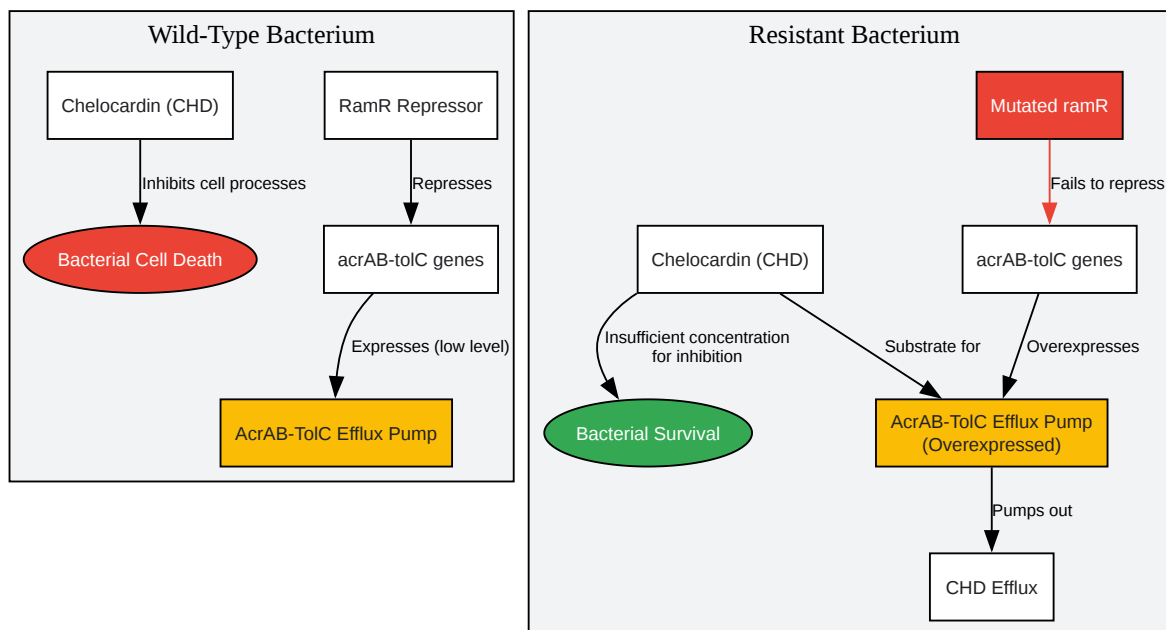 Wild-Type Bacterium
Chelocardin (CHD)
RamR Repressor
Inhibits cell processes
Represses
Bacterial Cell Death
acrAB-tolC genes
Expresses (low level)
AcrAB-TolC Efflux Pump
Resistant Bacterium
Mutated ramR
Fails to repress
Chelocardin (CHD)
acrAB-tolC genes
Insufficient concentration
for inhibition
Substrate for
Overexpresses
Bacterial Survival
AcrAB-TolC Efflux Pump
(Overexpressed)
Pumps out
CHD Efflux